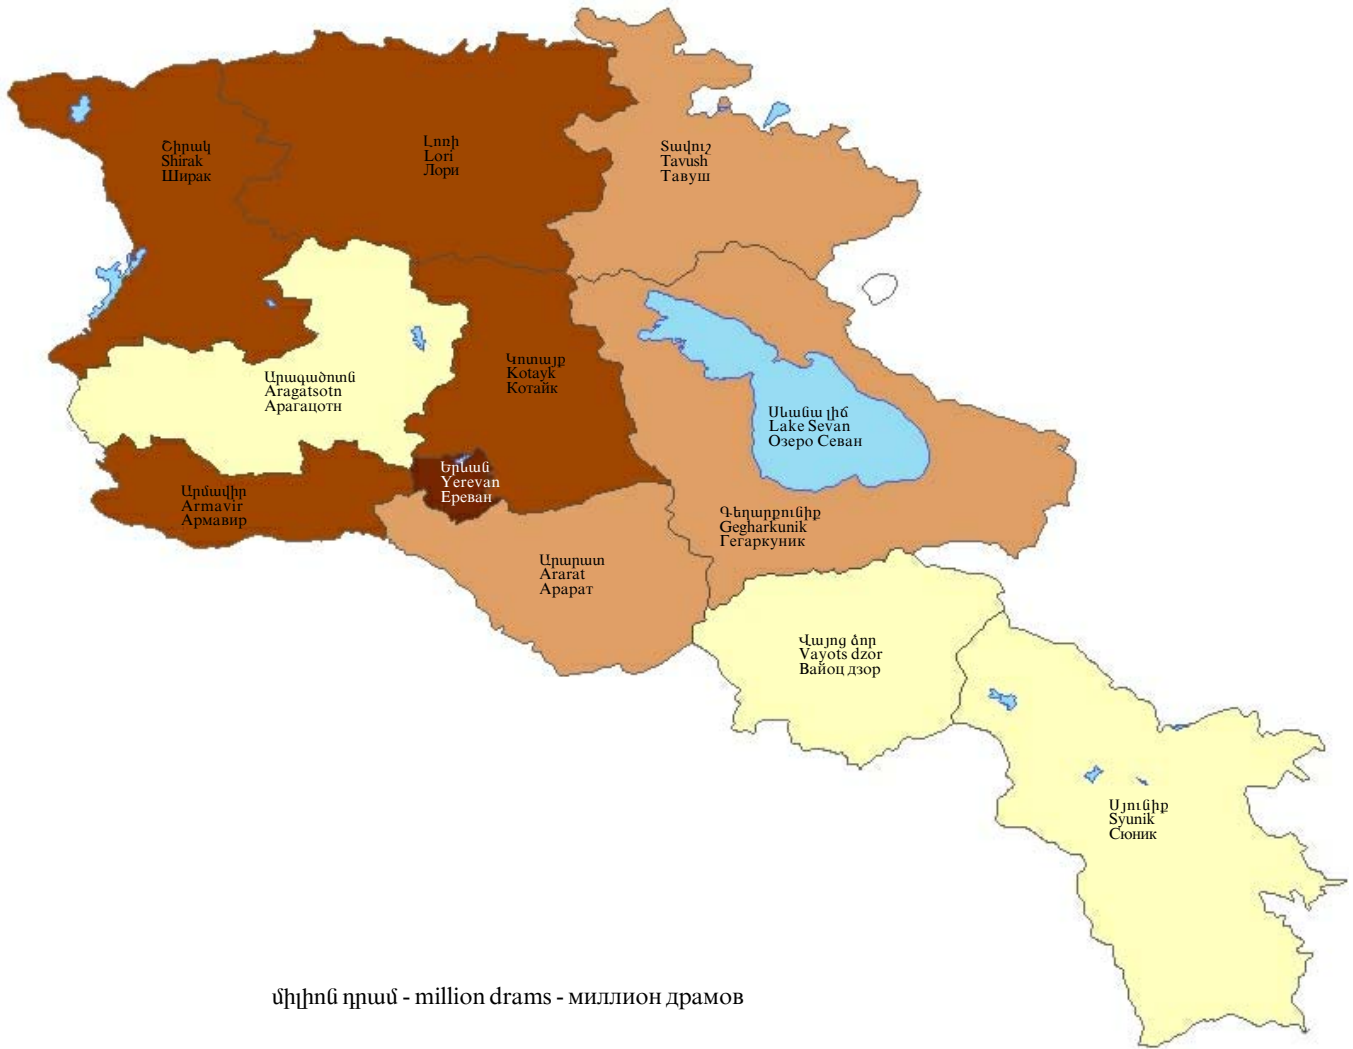 Շիրակ
Shirak
Ширак
Լոռի
Lori
Лори
Տավուշ
Tavush
Тавуш
Արագածոտն
Aragatsotn
Арагацотн
Կոտայք
Kotayk
Котайк
Սևանա լիճ
Lake Sevan
Озеро Севан
Երևան
Yerevan
Ереван
Արմավիր
Armavir
Армавир
Գեղարքունիք
Gegharkunik
Гегаркуник
Արարատ
Ararat
Арарат
Վայոց ձոր
Vayots dzor
Вайоц дзор
Սյունիք
Syunik
Сюник
միլիոն դրամ - million drams - миллион драмов